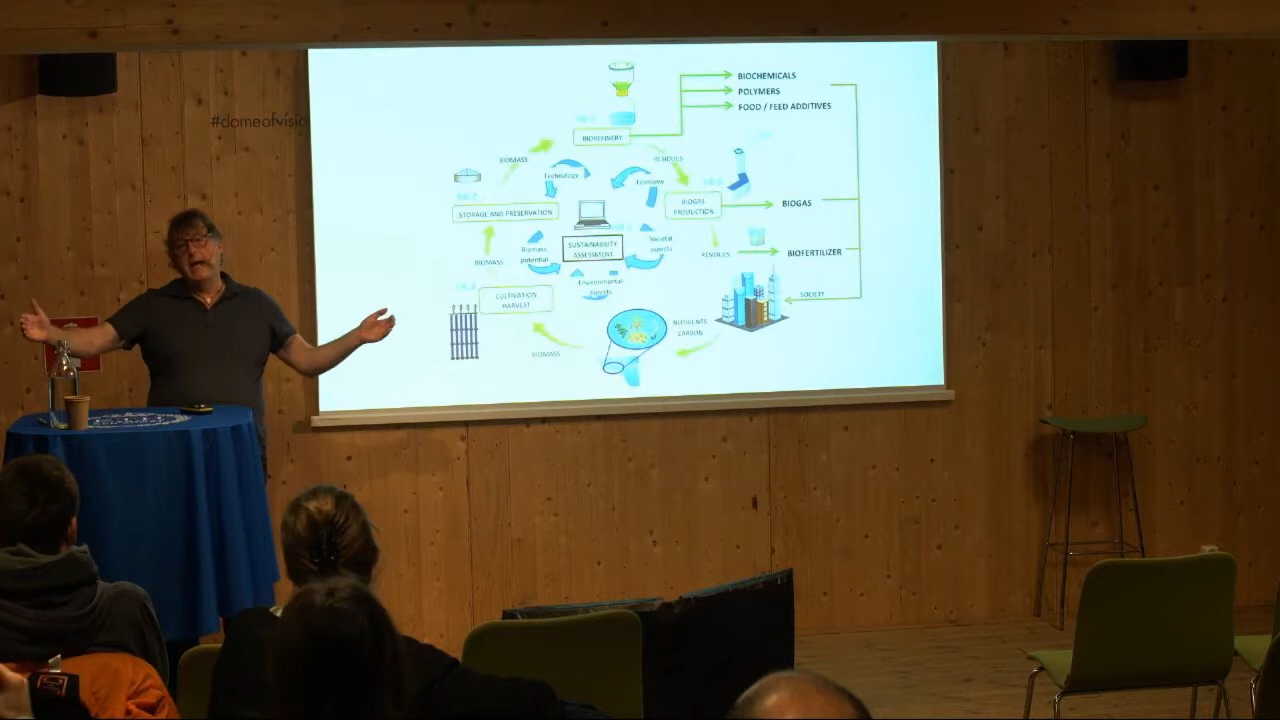 #domeofvisio
BIOCHEMICALS
POLYMERS
FOOD / FEED ADDITIVES
BIOREFINERY
BIOMASS
RESIDUES
Technology
Economy
STORAGE AND PRESERVATION
BIOGAS
PRODUCTION
BIOGAS
SUSTAINABILITY
ASSESSMENT
Biomass
potential
Societal
aspects
BIOMASS
RESIDUES
BIOFERTILIZER
Environmental
aspects
CULTIVATION
HARVEST
SOCIETY
NUTRIENTS
CARBON
BIOMASS